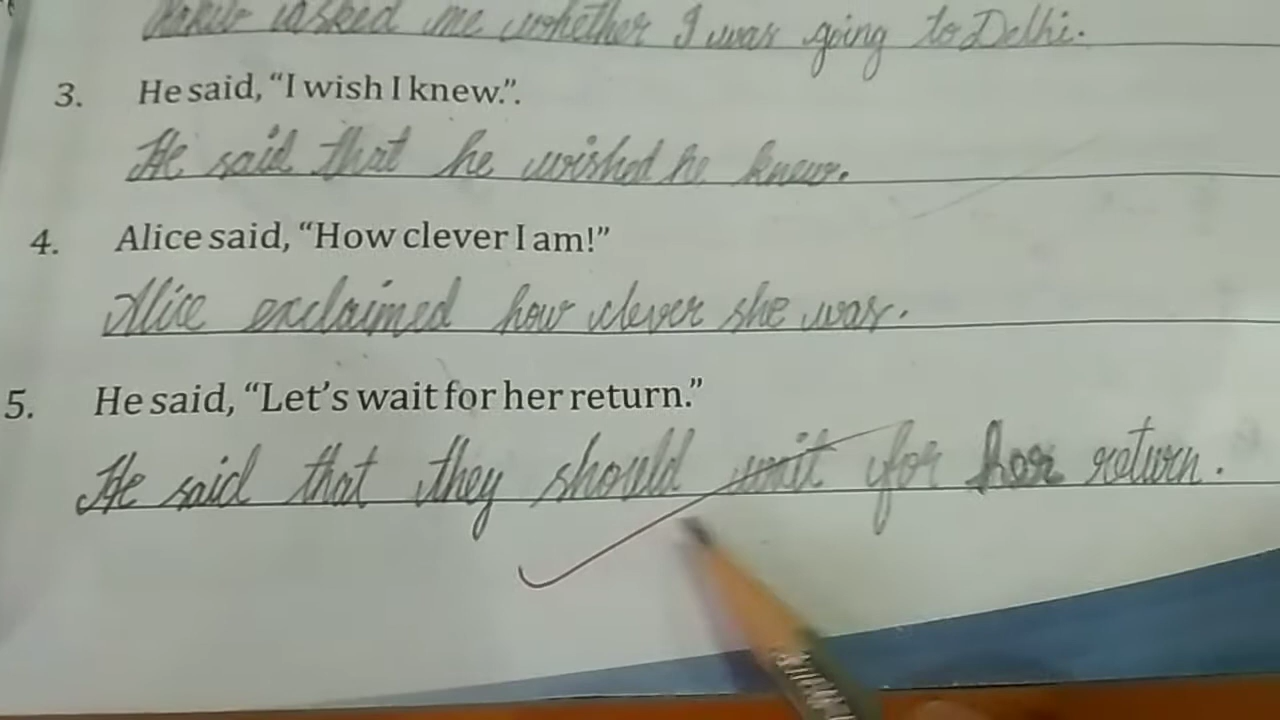 asked me whether I was going to Delhi.
3. He said, “I wish I knew.”.
He said that he wished he knew.
4. Alice said, “How clever I am!”
Alice exclaimed how clever she was.
5. He said, “Let’s wait for her return.”
He said that they should wait for her return.